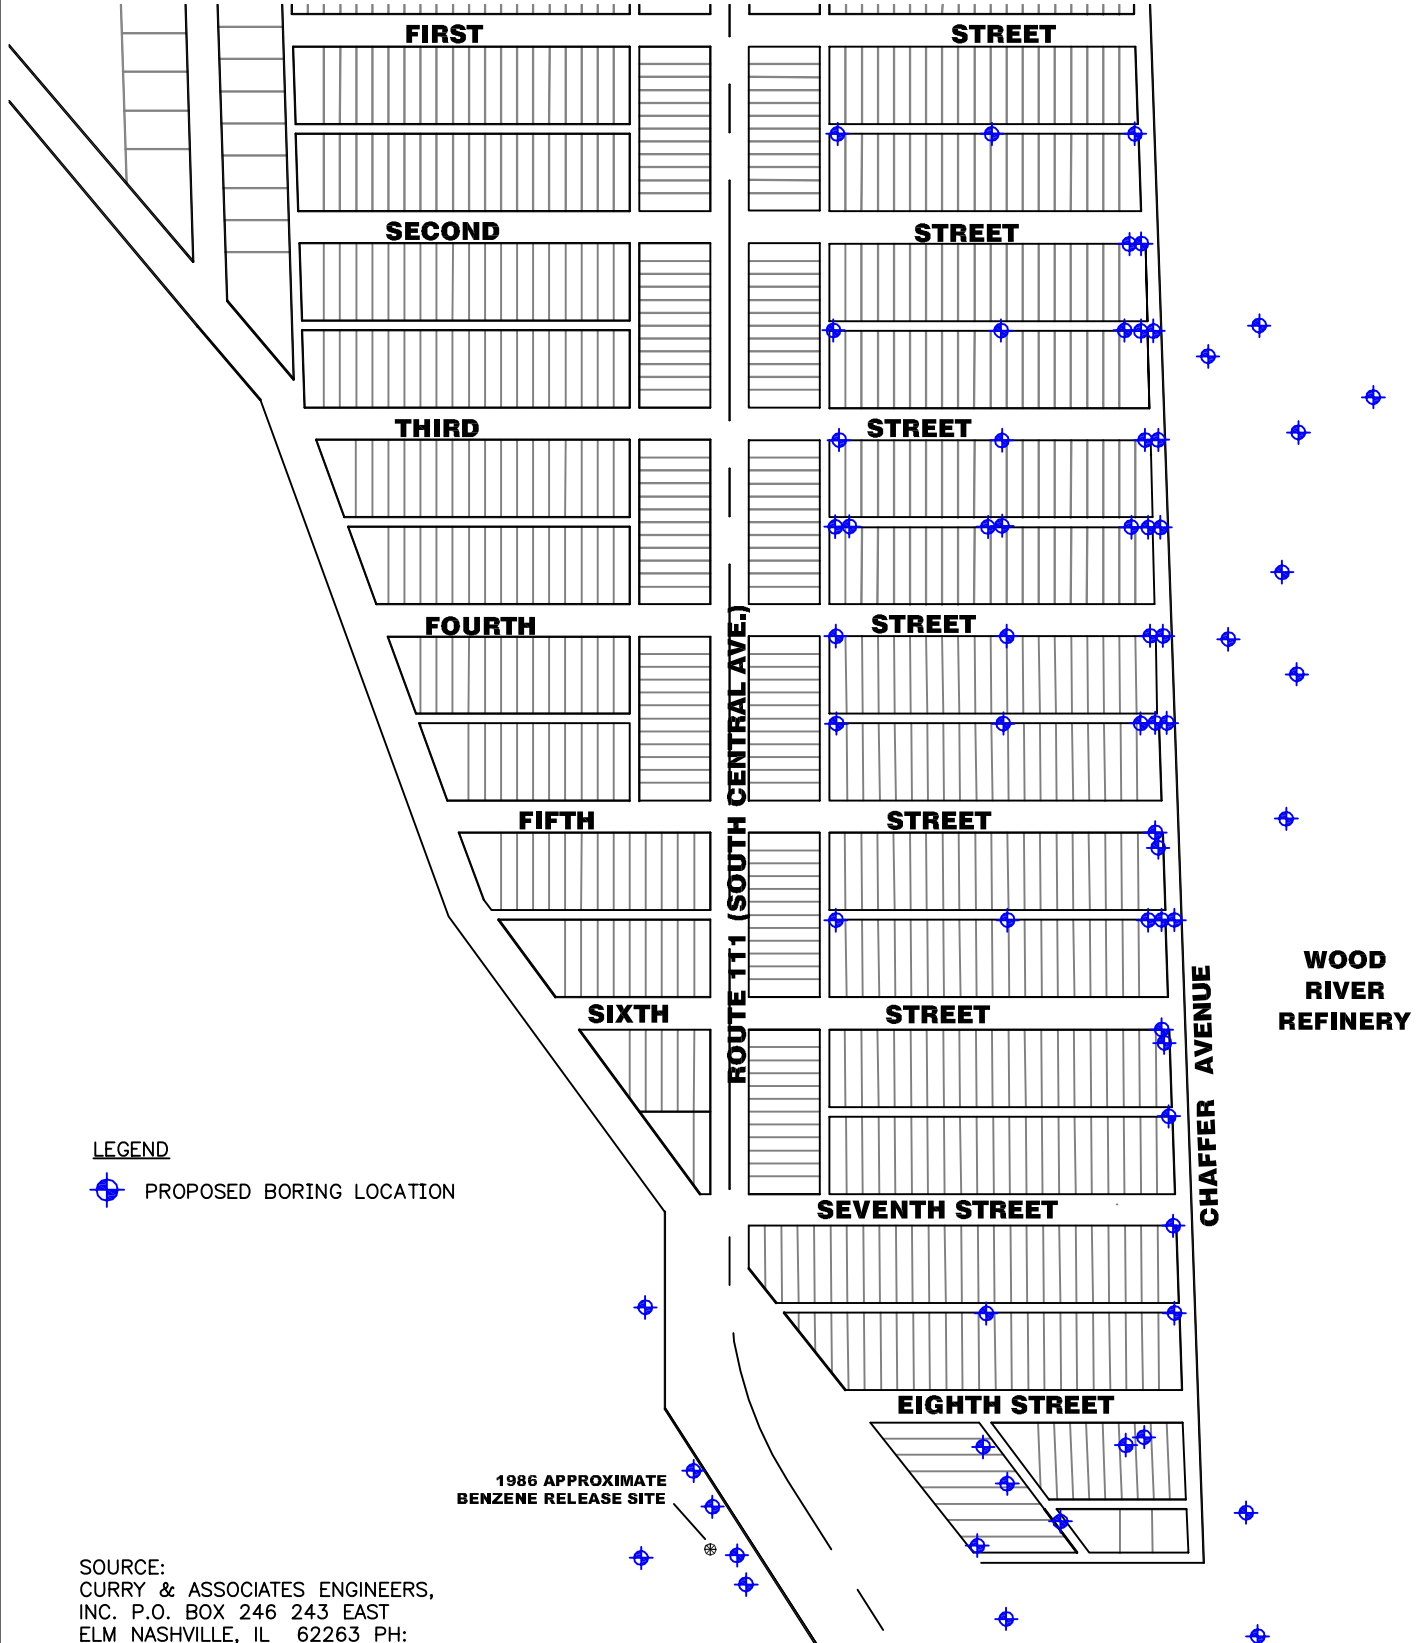 FIRST STREET
SECOND STREET
THIRD STREET
FOURTH STREET
ROUTE 111 (SOUTH CENTRAL AVE.)
FIFTH STREET
WOOD
RIVER
REFINERY
SIXTH STREET
CHAFFER AVENUE
LEGEND
PROPOSED BORING LOCATION
SEVENTH STREET
EIGHTH STREET
1986 APPROXIMATE
BENZENE RELEASE SITE
SOURCE:
CURRY & ASSOCIATES ENGINEERS,
INC. P.O. BOX 246 243 EAST
ELM NASHVILLE, IL 62263 PH: